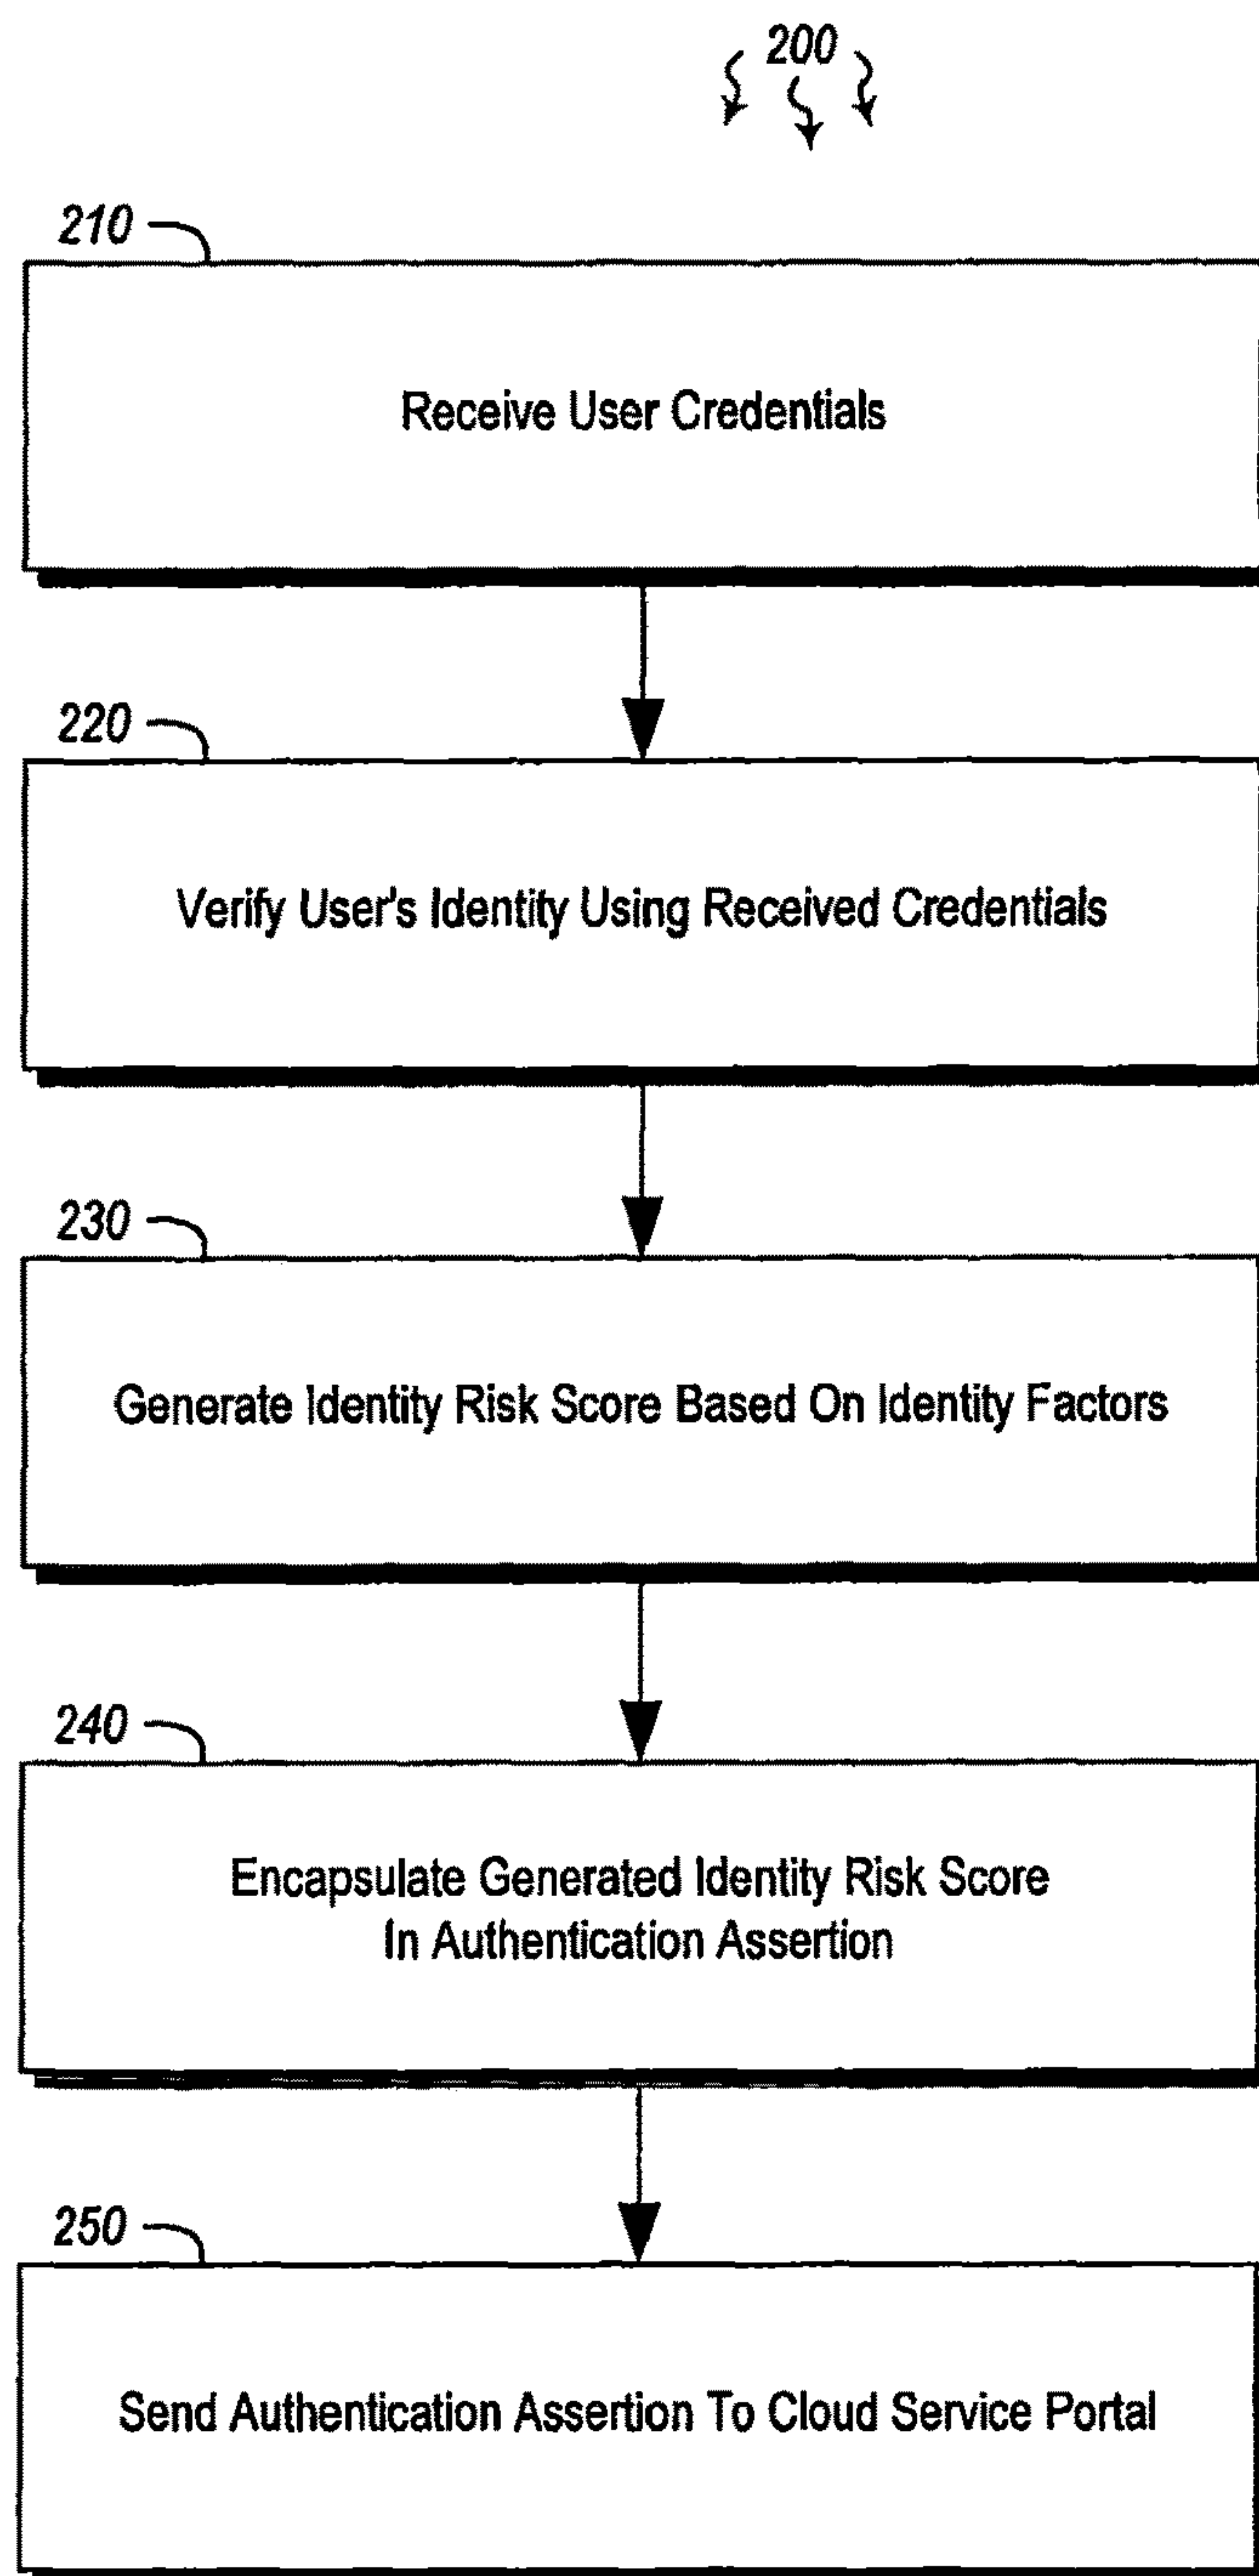 200
210
Receive User Credentials
220
Verify User's Identity Using Received Credentials
230
Generate Identity Risk Score Based On Identity Factors
240
Encapsulate Generated Identity Risk Score
In Authentication Assertion
250
Send Authentication Assertion To Cloud Service Portal